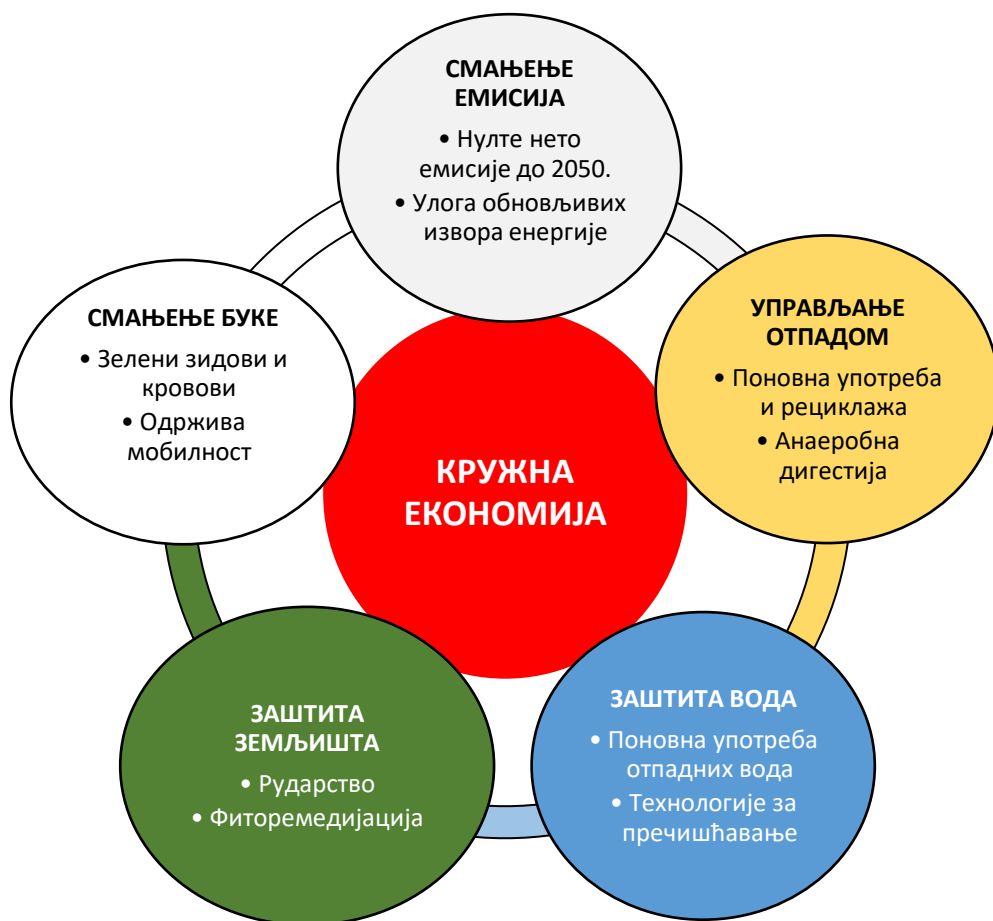 СМАЊЕЊЕ
ЕМИСИЈА
• Нулте нето
емисије до 2050.
• Улога обновљивих
извора енергије
УПРАВЉАЊЕ
ОТПАДОМ
• Поновна употреба
и рециклажа
• Анаеробна
дигестија
ЗАШТИТА ВОДА
• Поновна употреба
отпадних вода
• Технологије за
пречишћавање
ЗАШТИТА
ЗЕМЉИШТА
• Рударство
• Фиторемедијација
СМАЊЕЊЕ БУКЕ
• Зелени зидови и
кровови
• Одржива
мобилност
КРУЖНА
ЕКОНОМИЈА